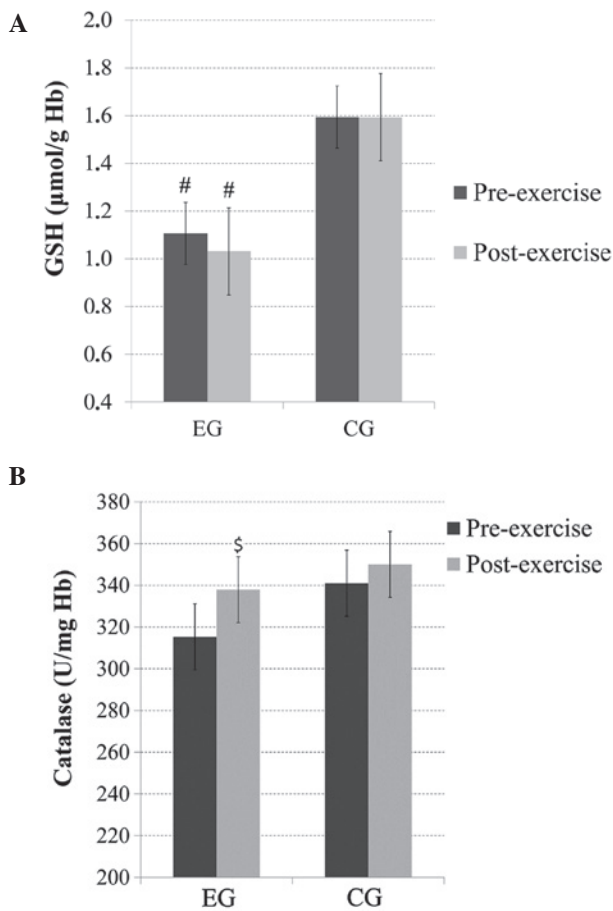 A
2.0
1.8
1.6
1.4
1.2
1.0
0.8
0.6
0.4
GSH (µmol/g Hb)
# #
Pre-exercise
Post-exercise
EG CG
B
380
360
340
320
300
280
260
240
220
200
Catalase (U/mg Hb)
$
Pre-exercise
Post-exercise
EG CG